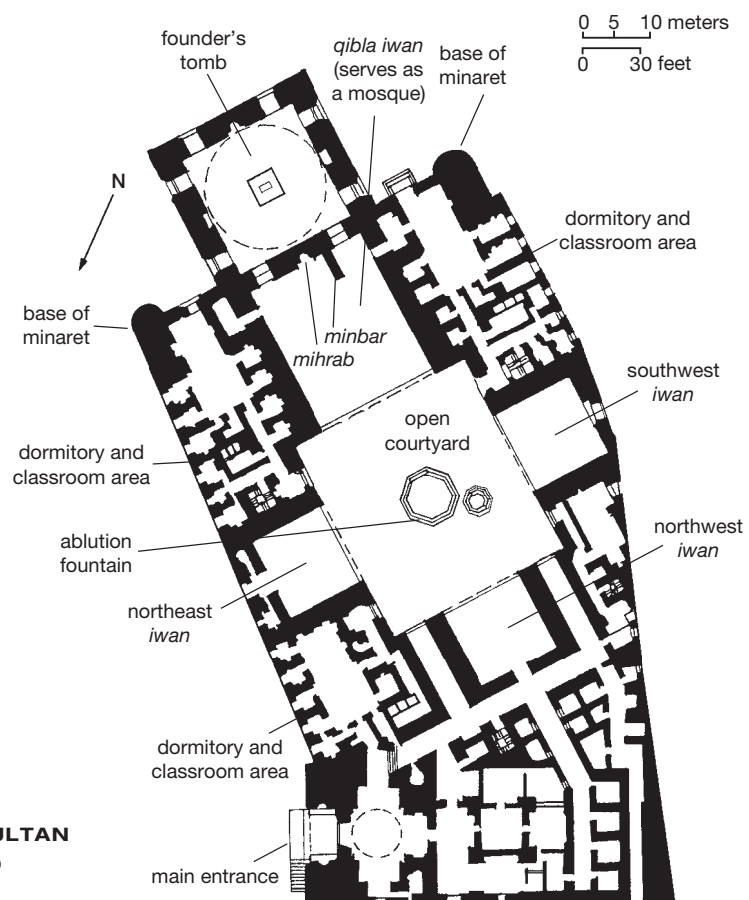 0 5 10 meters
0 30 feet
founder's
tomb
qibla iwan
(serves as
a mosque)
base of
minaret
N
dormitory and
classroom area
base of
minaret
minbar
mihrab
southwest
iwan
open
courtyard
dormitory and
classroom area
northwest
iwan
ablution
fountain
northeast
iwan
dormitory and
classroom area
main entrance